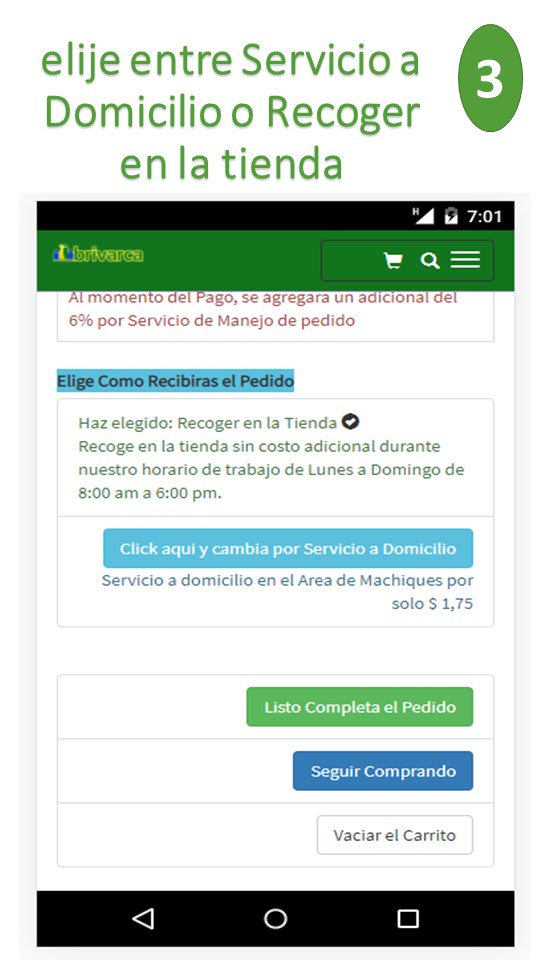 elije entre Servicio a
Domicilio o Recoger
en la tienda
3
H 7:01
brivarca
Al momento del Pago, se agregara un adicional del
6% por Servicio de Manejo de pedido
Elige Como Recibiras el Pedido
Haz elegido: Recoger en la Tienda
Recoge en la tienda sin costo adicional durante
nuestro horario de trabajo de Lunes a Domingo de
8:00 am a 6:00 pm.
Click aqui y cambia por Servicio a Domicilio
Servicio a domicilio en el Area de Machiques por
solo $ 1,75
Listo Completa el Pedido
Seguir Comprando
Vaciar el Carrito